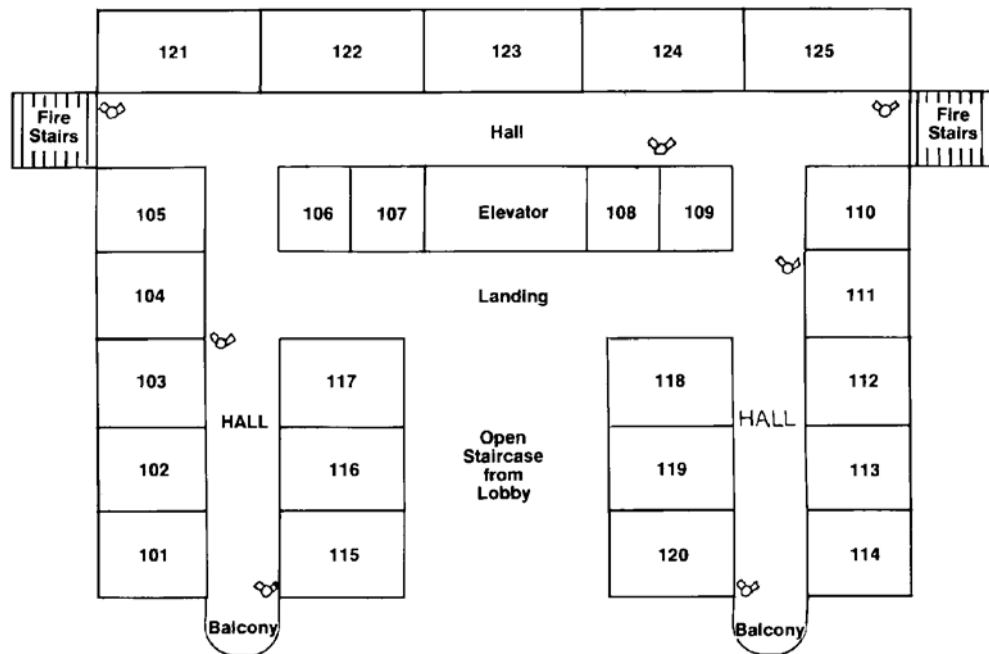 121 122 123 124 125
Fire
Stairs
Hall
Fire
Stairs
105 106 107 Elevator 108 109 110
104 Landing 111
103 117 118 112
HALL HALL
102 116 Open
Staircase
from
Lobby 119 113
101 115 120 114
Balcony Balcony